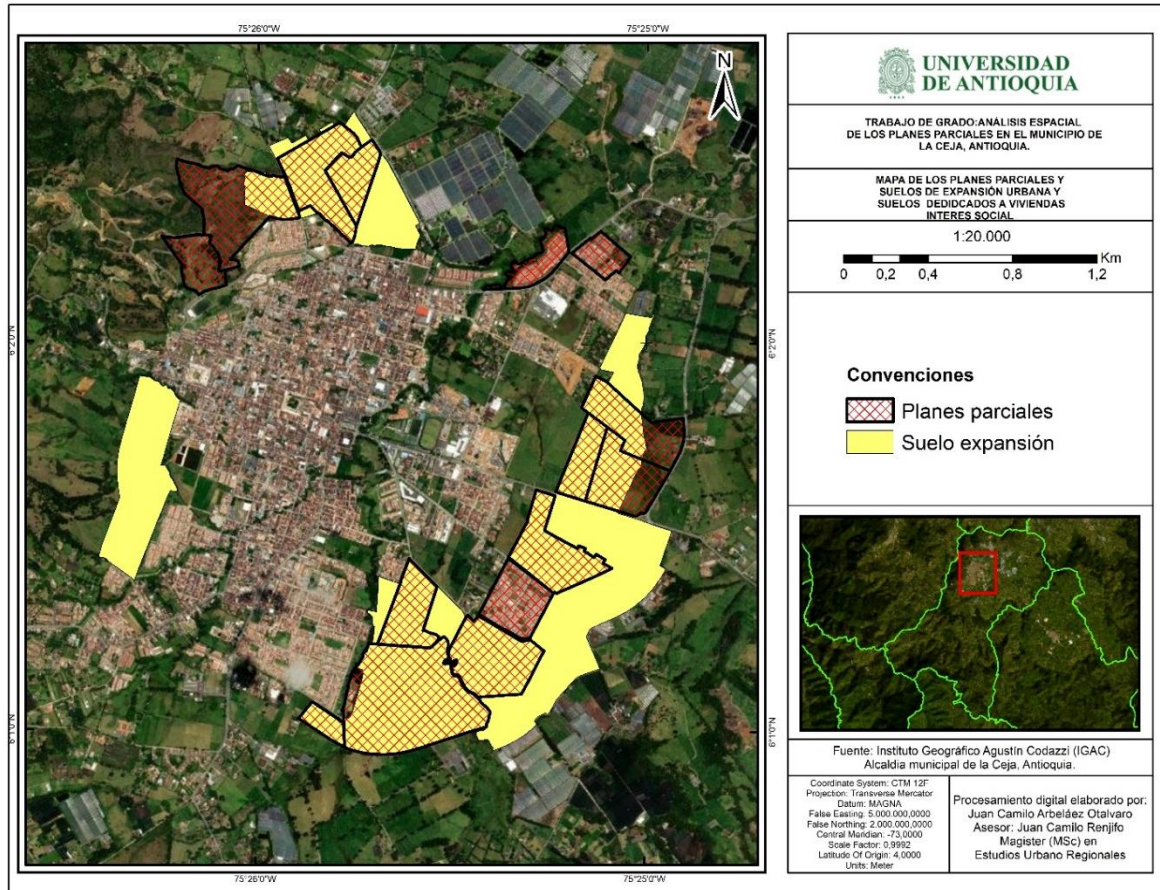 75°26'0"W
75°25'0"W
N
6°2'0"N
6°2'0"N
6°1'0"N
6°1'0"N
75°26'0"W
75°25'0"W
UNIVERSIDAD
DE ANTIOQUIA
TRABAJO DE GRADO:ANÁLISIS ESPACIAL
DE LOS PLANES PARCIALES EN EL MUNICIPIO DE
LA CEJA, ANTIOQUIA.
MAPA DE LOS PLANES PARCIALES Y
SUELOS DE EXPANSIÓN URBANA Y
SUELOS DEDIDCADOS A VIVIENDAS
INTERES SOCIAL
1:20.000
Km
0 0,2 0,4 0,8 1,2
Convenciones
Planes parciales
Suelo expansión
Fuente: Instituto Geográfico Agustín Codazzi (IGAC)
Alcaldia municipal de la Ceja, Antioquia.
Coordinate System: CTM 12F
Projection: Transverse Mercator
Datum: MAGNA
False Easting: 5.000.000,0000
False Northing: 2.000.000,0000
Central Meridian: -73,0000
Scale Factor: 0,9992
Latitude Of Origin: 4,0000
Units: Meter
Procesamiento digital elaborado por:
Juan Camilo Arbeláez Otalvaro
Asesor: Juan Camilo Renjifo
Magister (MSc) en
Estudios Urbano Regionales